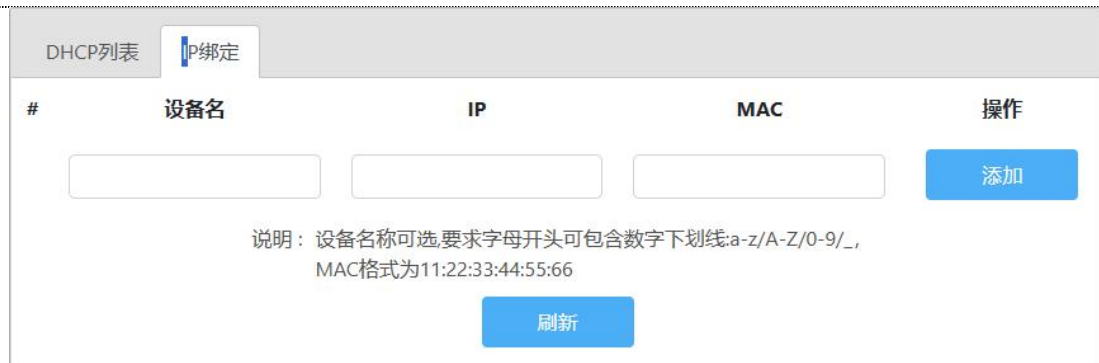 DHCP列表 IP绑定
# 设备名 IP MAC 操作
添加
说明： 设备名称可选,要求字母开头可包含数字下划线:a-z/A-Z/0-9/_，
MAC格式为11:22:33:44:55:66
刷新